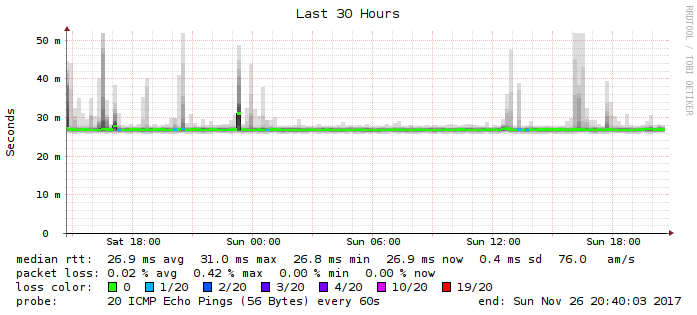 Last 30 Hours
RRDTOOL / TOBI OETIKER
Seconds
50 m
40 m
30 m
20 m
10 m
0
Sat 18:00 Sun 00:00 Sun 06:00 Sun 12:00 Sun 18:00
median rtt: 26.9 ms avg 31.0 ms max 26.8 ms min 26.9 ms now 0.4 ms sd 76.0 am/s
packet loss: 0.02 % avg 0.42 % max 0.00 % min 0.00 % now
loss color: 0 1/20 2/20 3/20 4/20 10/20 19/20
probe: 20 ICMP Echo Pings (56 Bytes) every 60s end: Sun Nov 26 20:40:03 2017